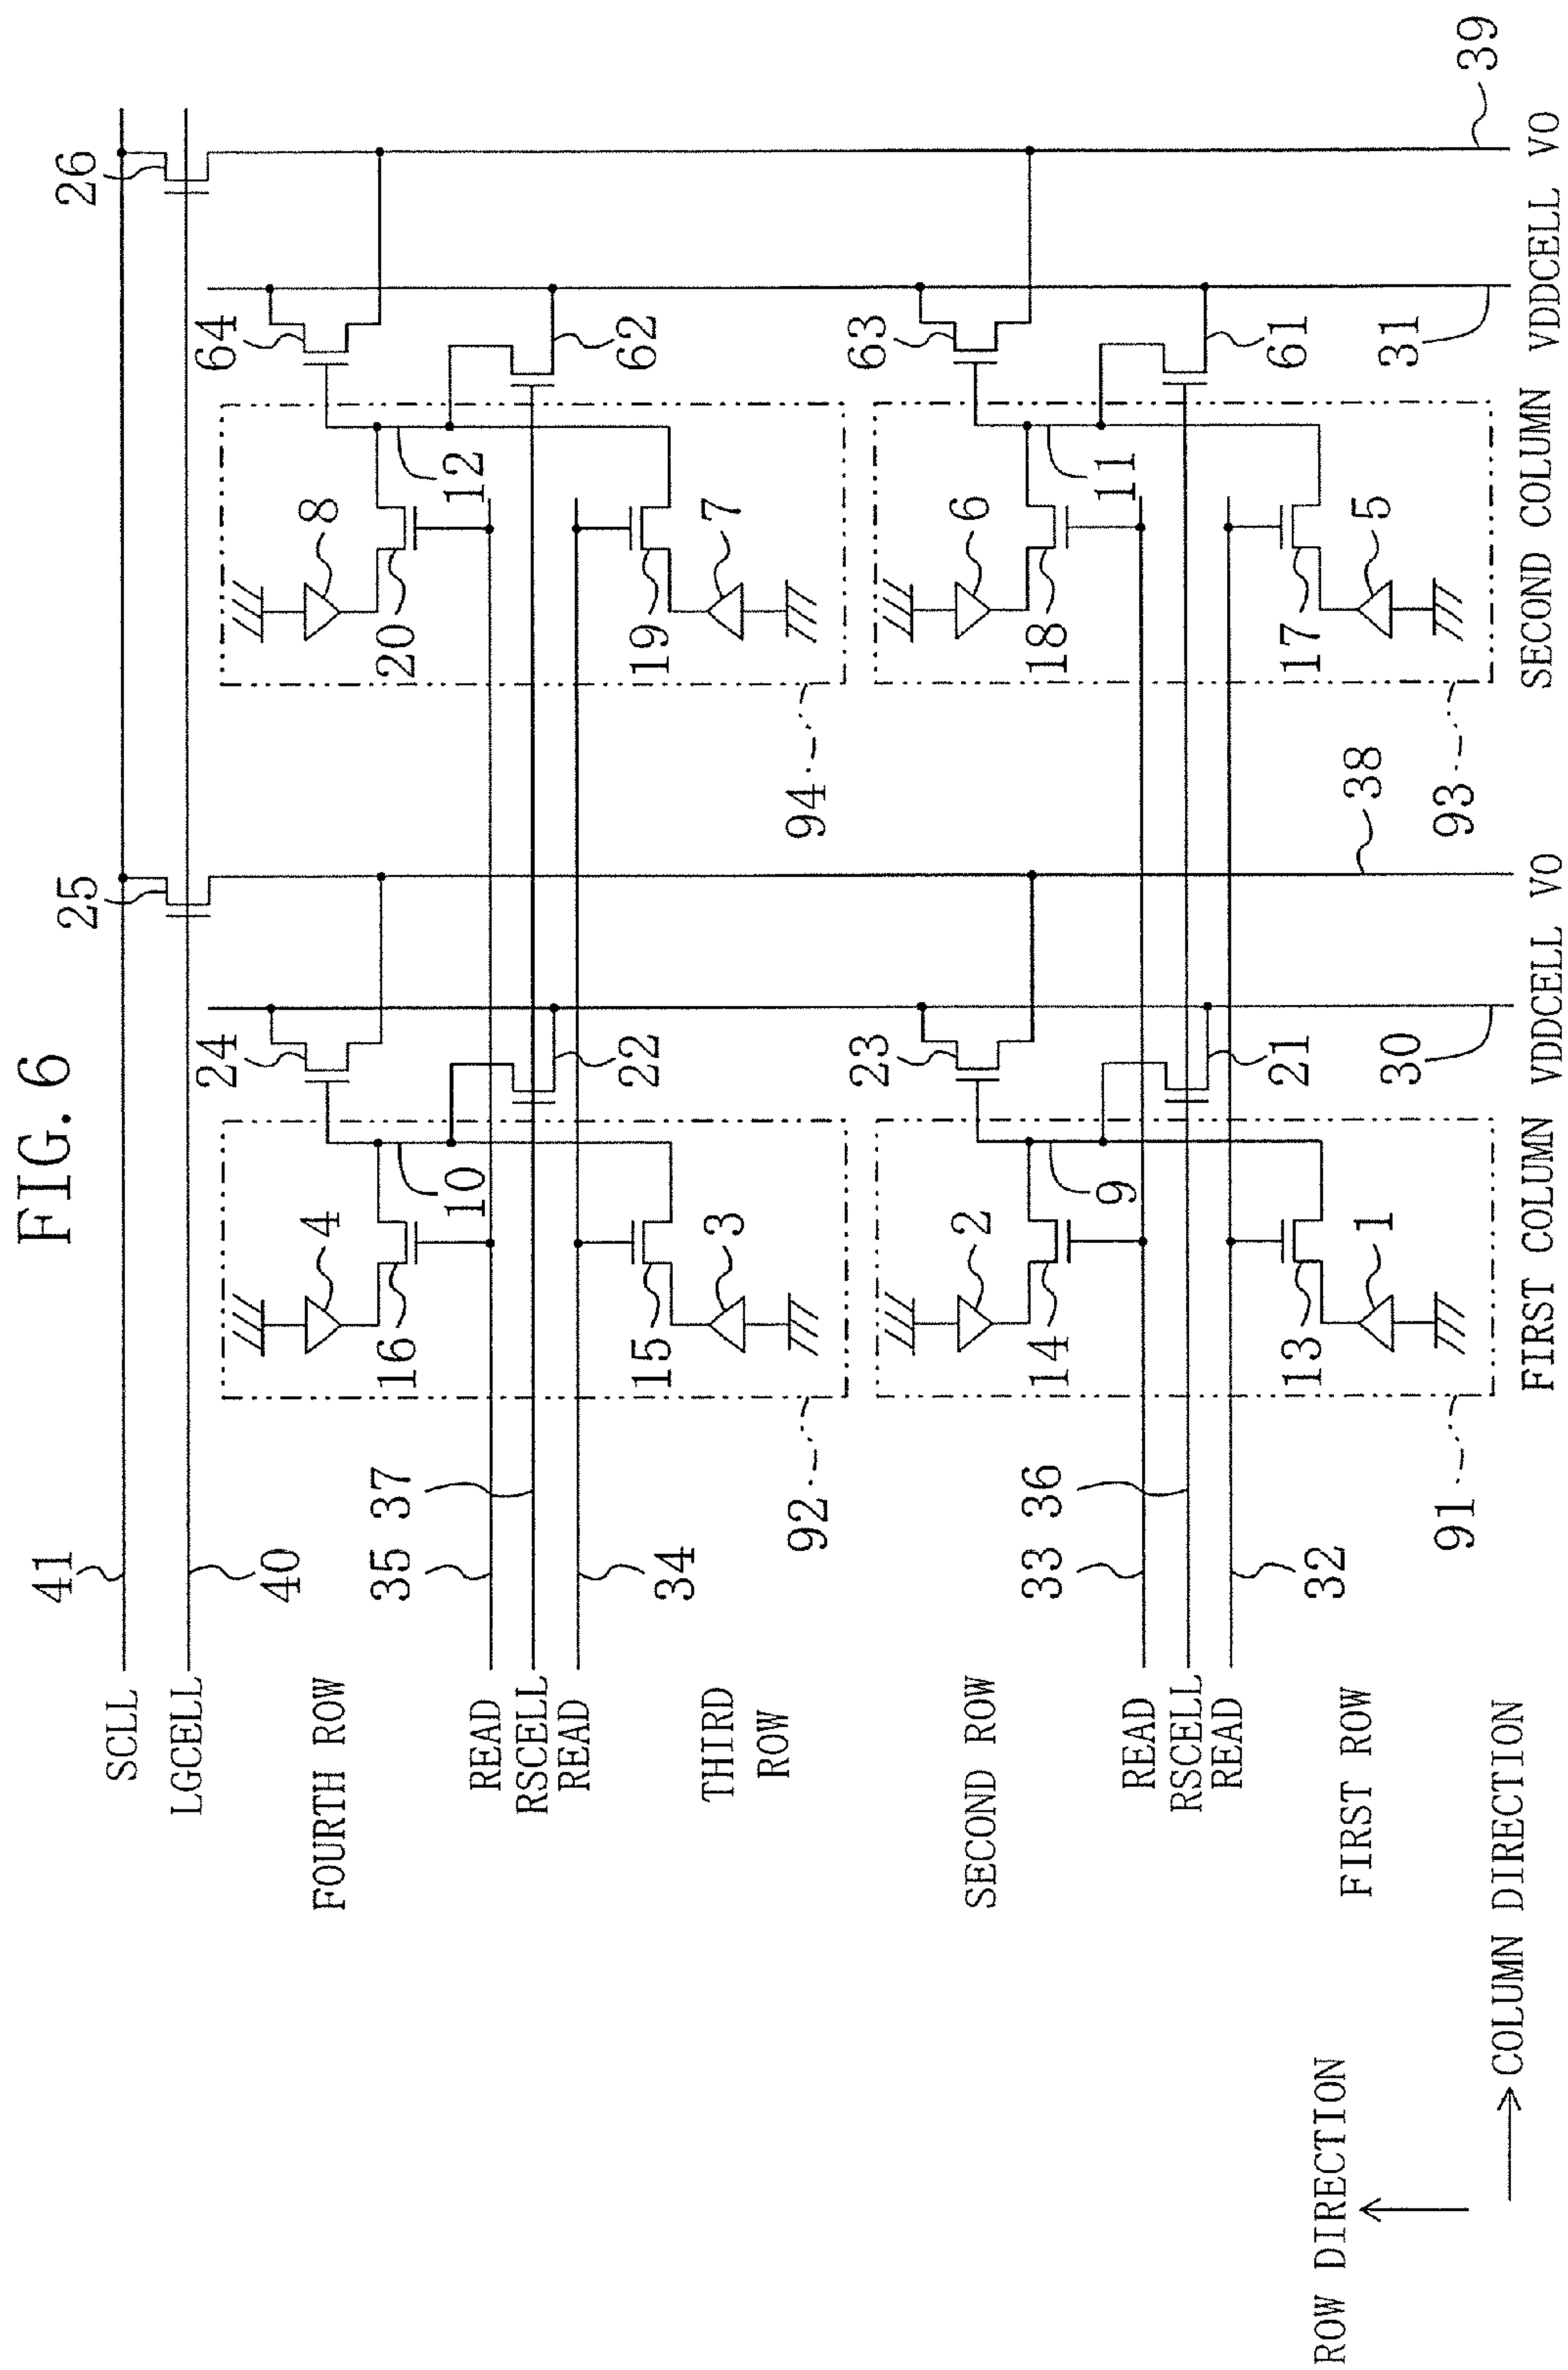 FIG. 6
41
SCLL
25
26
40
LGCELL
FOURTH ROW
4
24
8
64
16
10
20
12
35
READ
37
RSCELL
22
62
34
READ
15
3
19
7
THIRD
ROW
92
94
SECOND ROW
2
23
6
63
14
9
18
11
33
READ
36
RSCELL
21
61
32
READ
13
1
17
5
FIRST ROW
30
38
31
39
91
93
FIRST COLUMN VDDCELL VO
SECOND COLUMN VDDCELL VO
ROW DIRECTION
COLUMN DIRECTION